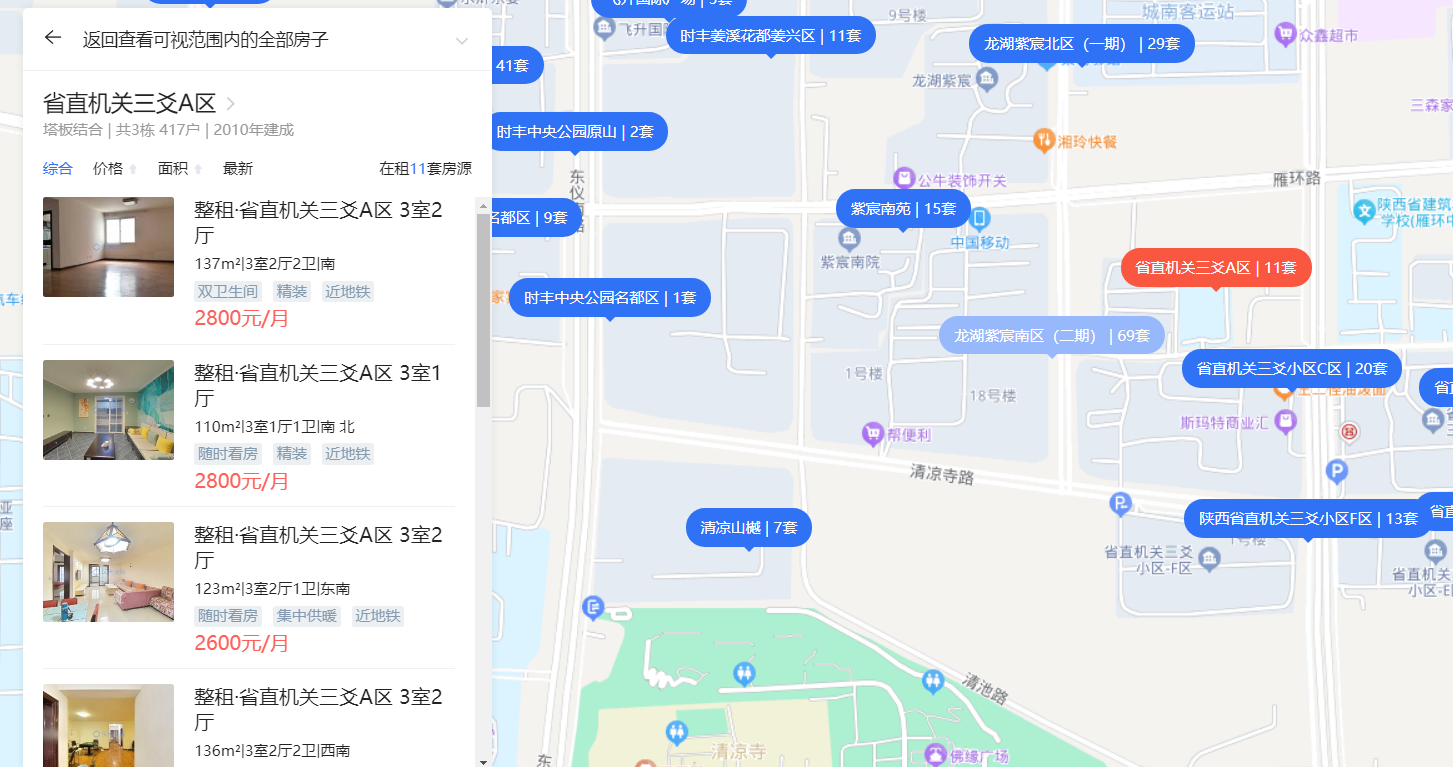 返回查看可视范围内的全部房子
省直机关三爻A区
塔板结合 | 共3栋 417户 | 2010年建成
综合 价格 面积 最新 在租11套房源
整租·省直机关三爻A区 3室2
厅
137m²|3室2厅2卫|南
双卫生间 精装 近地铁
2800元/月
整租·省直机关三爻A区 3室1
厅
110m²|3室1厅1卫|南 北
随时看房 精装 近地铁
2800元/月
整租·省直机关三爻A区 3室2
厅
123m²|3室2厅1卫|东南
随时看房 集中供暖 近地铁
2600元/月
整租·省直机关三爻A区 3室2
厅
136m²|3室2厅2卫|西南
9号楼
城南客运站
飞升国际
时丰姜溪花都姜兴区 | 11套
龙湖紫宸北区（一期） | 29套
众鑫超市
41套
龙湖紫宸
三森家
时丰中央公园原山 | 2套
湘玲快餐
东仪
公牛装饰开关
雁环路
名都区 | 9套
紫宸南苑 | 15套
陕西省建筑
学校(雁环中
中国移动
紫宸南院
省直机关三爻A区 | 11套
时丰中央公园名都区 | 1套
龙湖紫宸南区（二期） | 69套
省直机关三爻小区C区 | 20套
1号楼
18号楼
斯玛特商业汇
帮便利
清凉寺路
清凉山樾 | 7套
陕西省直机关三爻小区F区 | 13套
省直
省直机关三爻
小区-F区
省直机关三
小区-E
清池路
清凉寺
佛缘广场
东